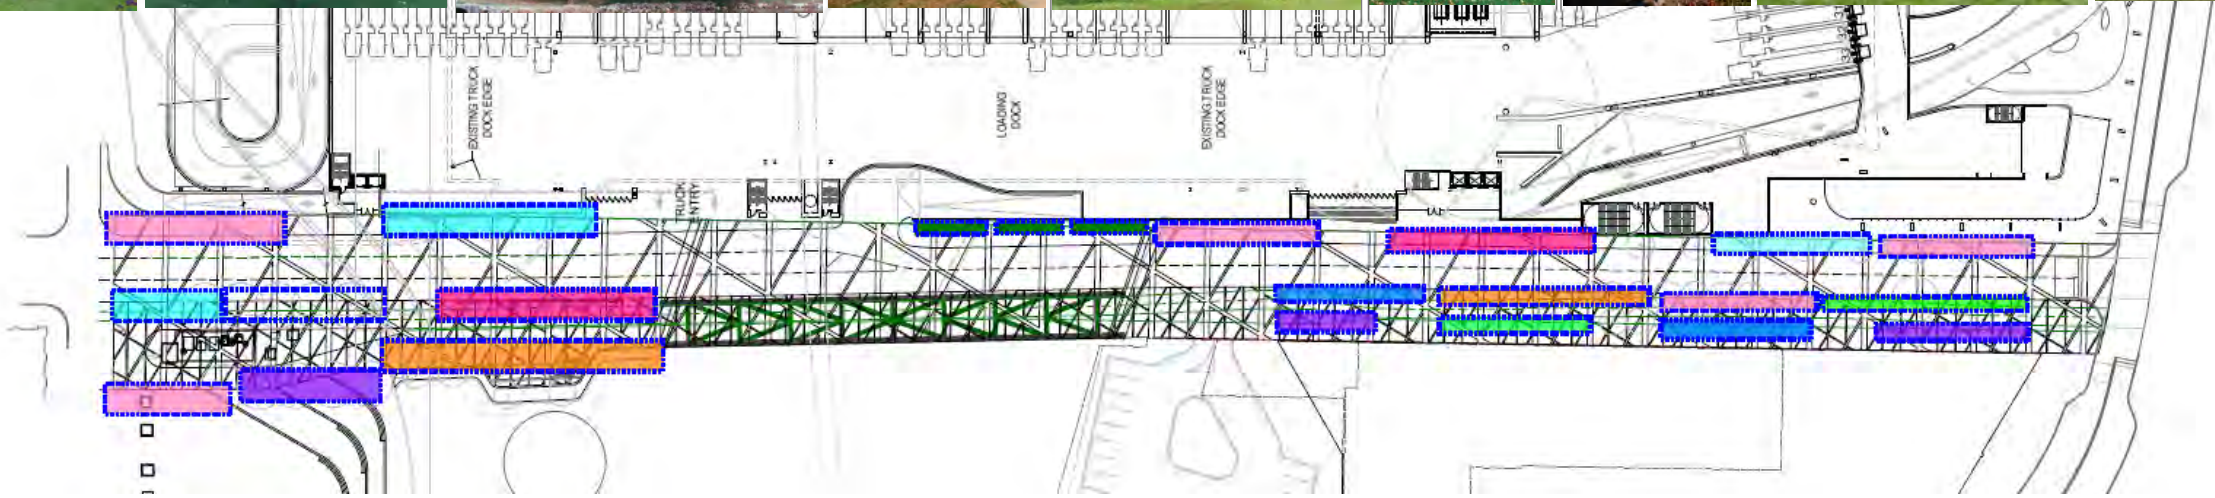 EXISTING TRUCK
DOCK EDGE
LOADING
DOCK
EXISTING TRUCK
DOCK EDGE
TRUCK
ENTRY